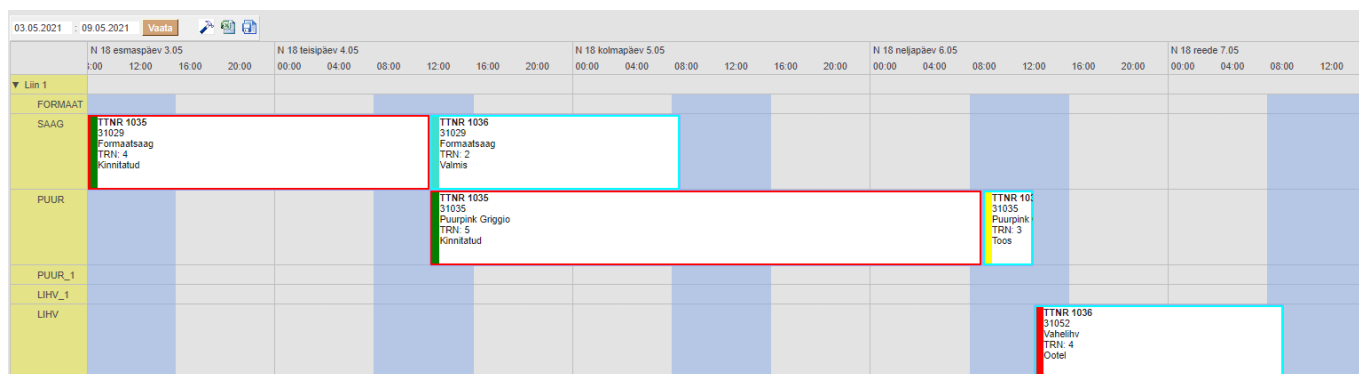 03.05.2021 : 09.05.2021 Vaata
N 18 esmaspäev 3.05 N 18 teisipäev 4.05 N 18 kolmapäev 5.05 N 18 neljapäev 6.05 N 18 reede 7.05
:00 12:00 16:00 20:00 00:00 04:00 08:00 12:00 16:00 20:00 00:00 04:00 08:00 12:00 16:00 20:00 00:00 04:00 08:00 12:00 16:00 20:00 00:00 04:00 08:00 12:00
▼ Liin 1
FORMAAT
SAAG
TTNR 1035
31029
Formaatsaag
TRN: 4
Kinnitatud
TTNR 1036
31029
Formaatsaag
TRN: 2
Valmis
PUUR
TTNR 1035
31035
Puurpink Griggio
TRN: 5
Kinnitatud
TTNR 103
31035
Puurpink
TRN: 3
Toos
PUUR_1
LIHV_1
LIHV
TTNR 1036
31052
Vahelihv
TRN: 4
Ootel